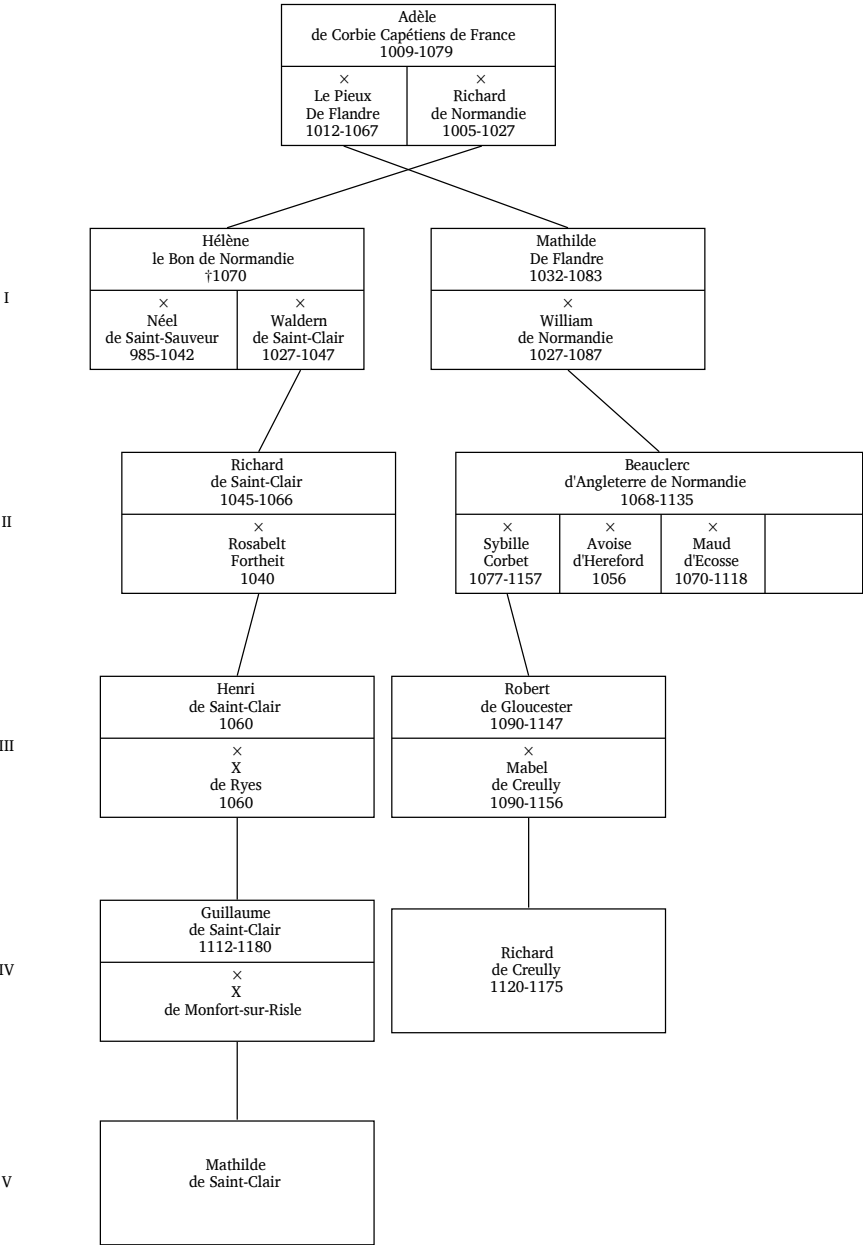 Adèle
de Corbie Capétiens de France
1009-1079
×
Le Pieux
De Flandre
1012-1067
×
Richard
de Normandie
1005-1027
I
Hélène
le Bon de Normandie
†1070
×
Néel
de Saint-Sauveur
985-1042
×
Waldern
de Saint-Clair
1027-1047
Mathilde
De Flandre
1032-1083
×
William
de Normandie
1027-1087
II
Richard
de Saint-Clair
1045-1066
×
Rosabelt
Fortheit
1040
Beauclerc
d'Angleterre de Normandie
1068-1135
×
Sybille
Corbet
1077-1157
×
Avoise
d'Hereford
1056
×
Maud
d'Ecosse
1070-1118
III
Henri
de Saint-Clair
1060
×
X
de Ryes
1060
Robert
de Gloucester
1090-1147
×
Mabel
de Creully
1090-1156
IV
Guillaume
de Saint-Clair
1112-1180
×
X
de Monfort-sur-Risle
Richard
de Creully
1120-1175
V
Mathilde
de Saint-Clair